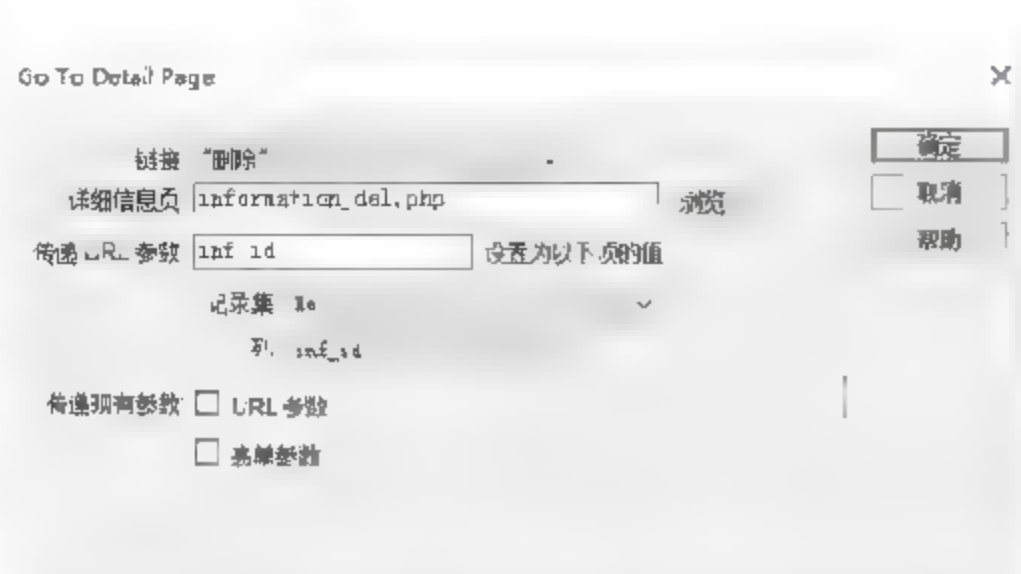 Go To Detail Page
链接 "删除"
确定
详细信息页 information_del.php 浏览
取消
传递 URL 参数 inf_id 设置为以下项的值
帮助
记录集 Re
列 inf_id
传递现有参数 URL 参数
表单参数